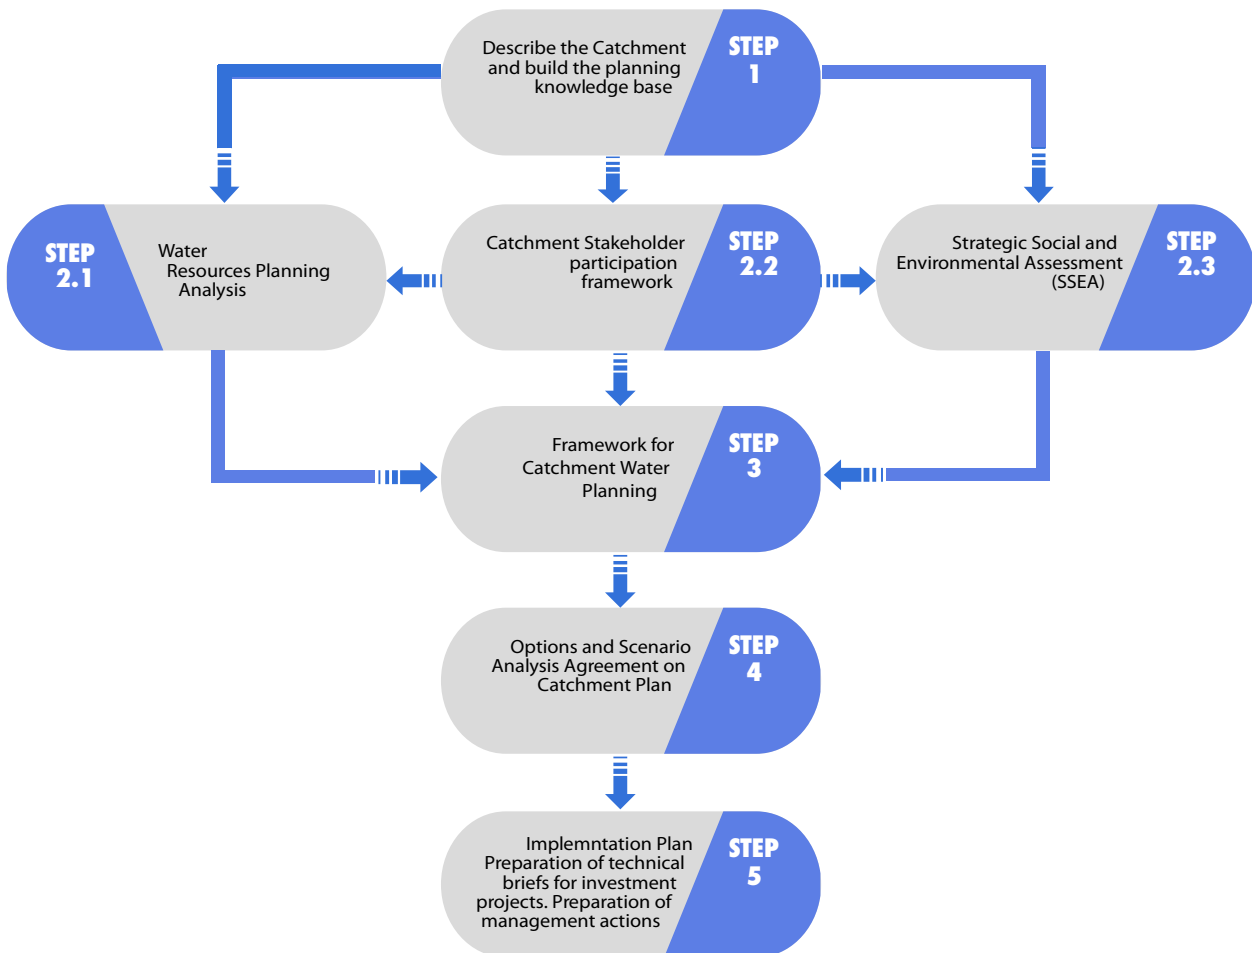 Describe the Catchment
and build the planning
knowledge base
STEP
1
STEP
2.1
Water
Resources Planning
Analysis
Catchment Stakeholder
participation
framework
STEP
2.2
Strategic Social and
Environmental Assessment
(SSEA)
STEP
2.3
Framework for
Catchment Water
Planning
STEP
3
Options and Scenario
Analysis Agreement on
Catchment Plan
STEP
4
Implemntation Plan
Preparation of technical
briefs for investment
projects. Preparation of
management actions
STEP
5